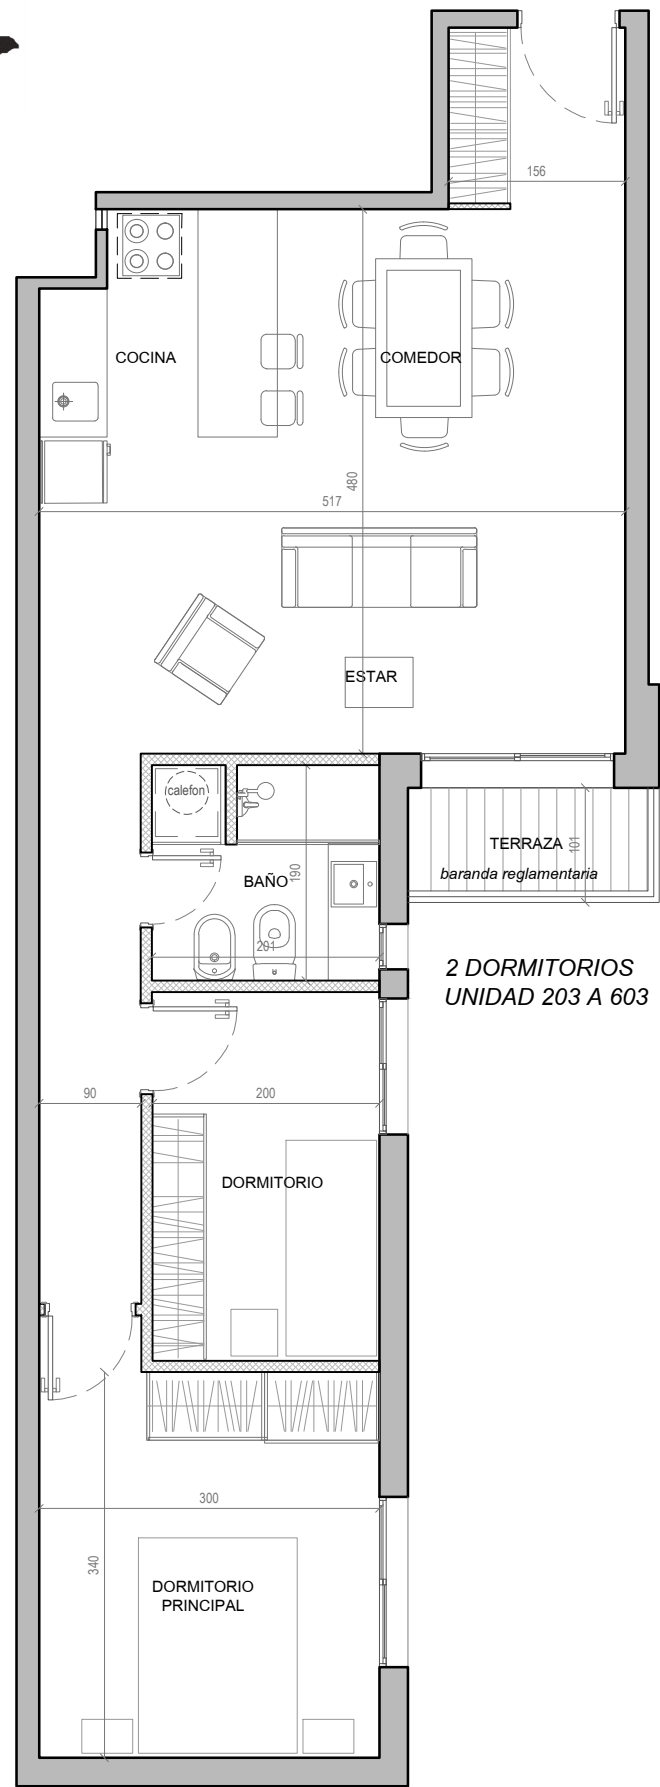 156
COCINA
COMEDOR
480
517
ESTAR
calefon
TERRAZA
101
baranda reglamentaria
BAÑO
190
201
2 DORMITORIOS
UNIDAD 203 A 603
90
200
DORMITORIO
300
340
DORMITORIO
PRINCIPAL